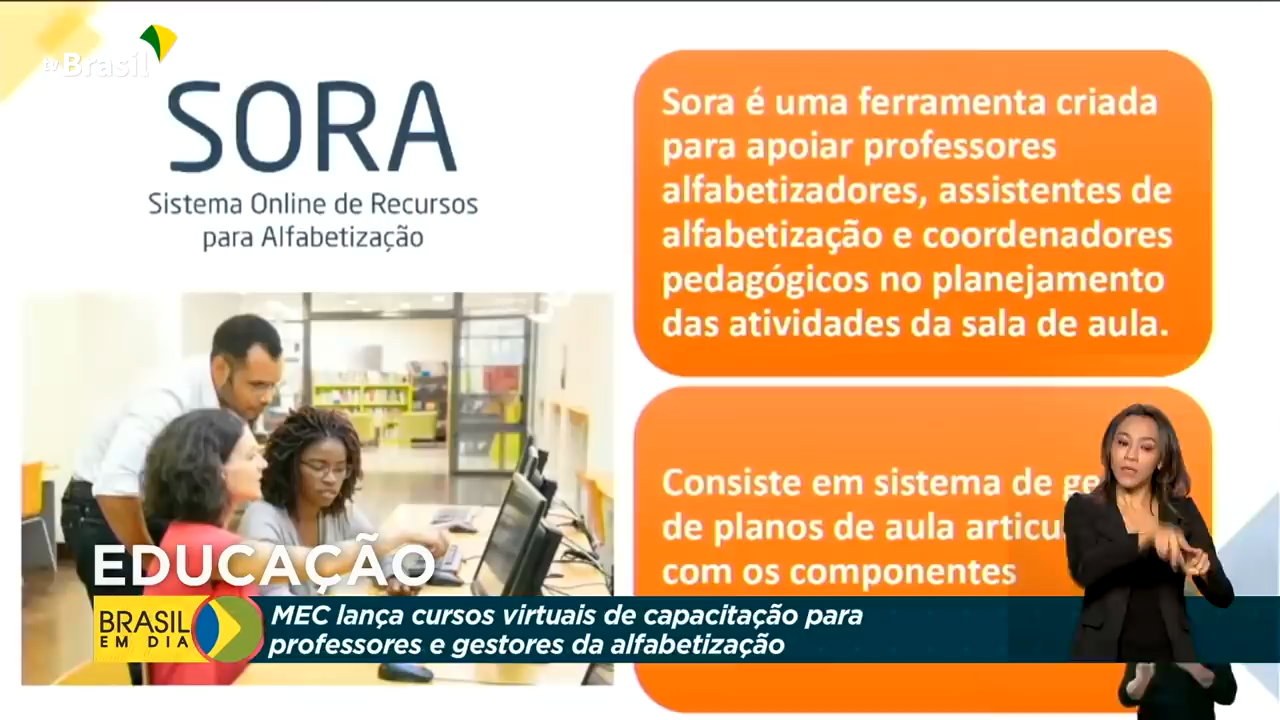 tv Brasil
SORA
Sistema Online de Recursos
para Alfabetização
Sora é uma ferramenta criada
para apoiar professores
alfabetizadores, assistentes de
alfabetização e coordenadores
pedagógicos no planejamento
das atividades da sala de aula.
Consiste em sistema de
de planos de aula
com os componentes
EDUCAÇÃO
BRASIL
EM DIA
MEC lança cursos virtuais de capacitação para
professores e gestores da alfabetização